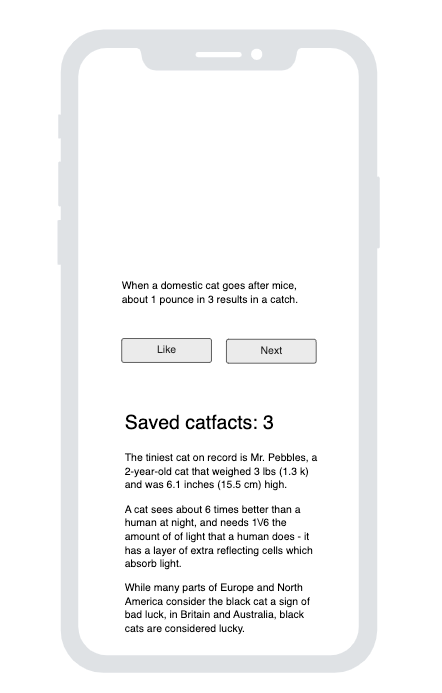 When a domestic cat goes after mice,
about 1 pounce in 3 results in a catch.
Like
Next
Saved catfacts: 3
The tiniest cat on record is Mr. Pebbles, a
2-year-old cat that weighed 3 lbs (1.3 k)
and was 6.1 inches (15.5 cm) high.
A cat sees about 6 times better than a
human at night, and needs 1\/6 the
amount of of light that a human does - it
has a layer of extra reflecting cells which
absorb light.
While many parts of Europe and North
America consider the black cat a sign of
bad luck, in Britain and Australia, black
cats are considered lucky.